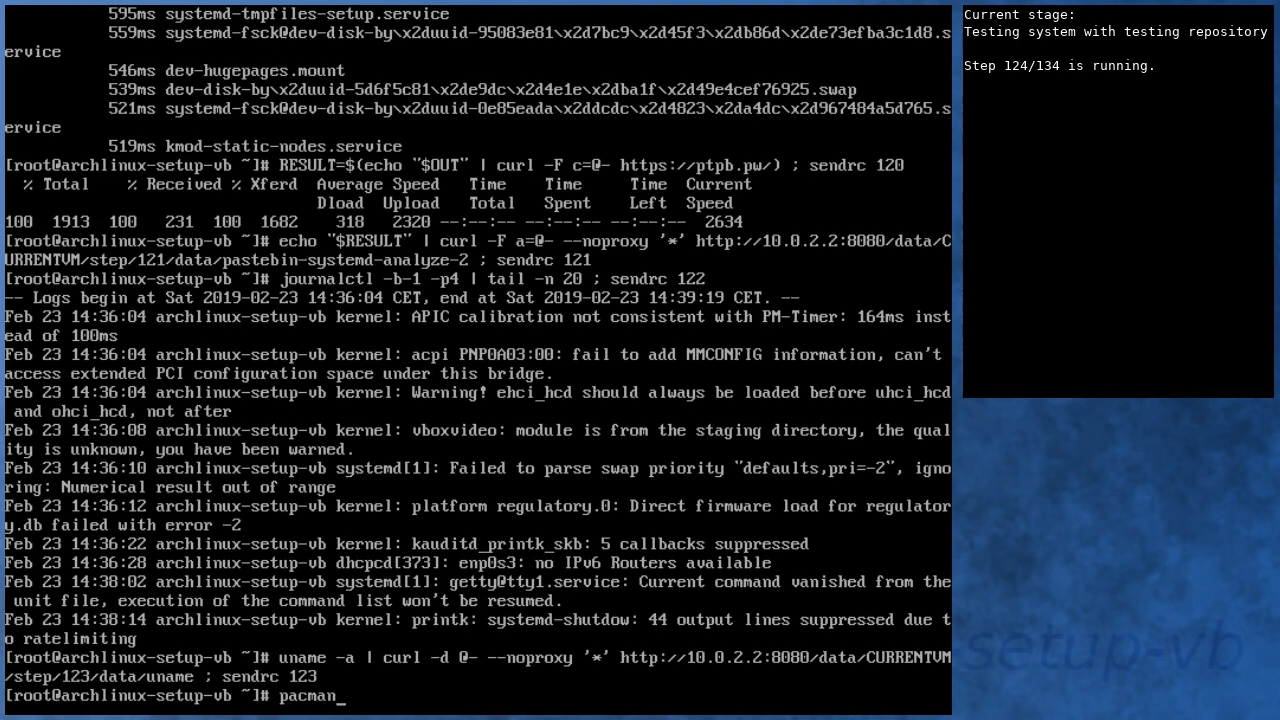 595ms systemd-tmpfiles-setup.service
559ms systemd-fsck@dev-disk-by\x2duuid-95083e81\x2d7bc9\x2d45f3\x2db86d\x2de73efba3c1d8.s
ervice
546ms dev-hugepages.mount
539ms dev-disk-by\x2duuid-5d6f5c81\x2de9dc\x2d4e1e\x2dba1f\x2d49e4cef76925.swap
521ms systemd-fsck@dev-disk-by\x2duuid-0e85eada\x2ddcdc\x2d4823\x2da4dc\x2d967484a5d765.s
ervice
519ms kmod-static-nodes.service
[root@archlinux-setup-vb ~]# RESULT=$(echo "$OUT" | curl -F c=@- https://ptpb.pw/) ; sendrc 120
% Total    % Received % Xferd  Average Speed   Time    Time     Time  Current
Dload  Upload   Total   Spent    Left  Speed
100  1913  100   231  100  1682    318   2320 --:--:-- --:--:-- --:--:--  2634
[root@archlinux-setup-vb ~]# echo "$RESULT" | curl -F a=@- --noproxy '*' http://10.0.2.2:8080/data/C
URRENTVM/step/121/data/pastebin-systemd-analyze-2 ; sendrc 121
[root@archlinux-setup-vb ~]# journalctl -b-1 -p4 | tail -n 20 ; sendrc 122
-- Logs begin at Sat 2019-02-23 14:36:04 CET, end at Sat 2019-02-23 14:39:19 CET. --
Feb 23 14:36:04 archlinux-setup-vb kernel: APIC calibration not consistent with PM-Timer: 164ms inst
ead of 100ms
Feb 23 14:36:04 archlinux-setup-vb kernel: acpi PNP0A03:00: fail to add MMCONFIG information, can't
access extended PCI configuration space under this bridge.
Feb 23 14:36:04 archlinux-setup-vb kernel: Warning! ehci_hcd should always be loaded before uhci_hcd
and ohci_hcd, not after
Feb 23 14:36:08 archlinux-setup-vb kernel: vboxvideo: module is from the staging directory, the qual
ity is unknown, you have been warned.
Feb 23 14:36:10 archlinux-setup-vb systemd[1]: Failed to parse swap priority "defaults,pri=-2", igno
ring: Numerical result out of range
Feb 23 14:36:12 archlinux-setup-vb kernel: platform regulatory.0: Direct firmware load for regulator
y.db failed with error -2
Feb 23 14:36:22 archlinux-setup-vb kernel: kauditd_printk_skb: 5 callbacks suppressed
Feb 23 14:36:28 archlinux-setup-vb dhcpcd[373]: enp0s3: no IPv6 Routers available
Feb 23 14:38:02 archlinux-setup-vb systemd[1]: getty@tty1.service: Current command vanished from the
unit file, execution of the command list won't be resumed.
Feb 23 14:38:14 archlinux-setup-vb kernel: printk: systemd-shutdow: 44 output lines suppressed due t
o ratelimiting
[root@archlinux-setup-vb ~]# uname -a | curl -d @- --noproxy '*' http://10.0.2.2:8080/data/CURRENTVM
/step/123/data/uname ; sendrc 123
[root@archlinux-setup-vb ~]# pacman_
Current stage:
Testing system with testing repository
Step 124/134 is running.
setup-vb